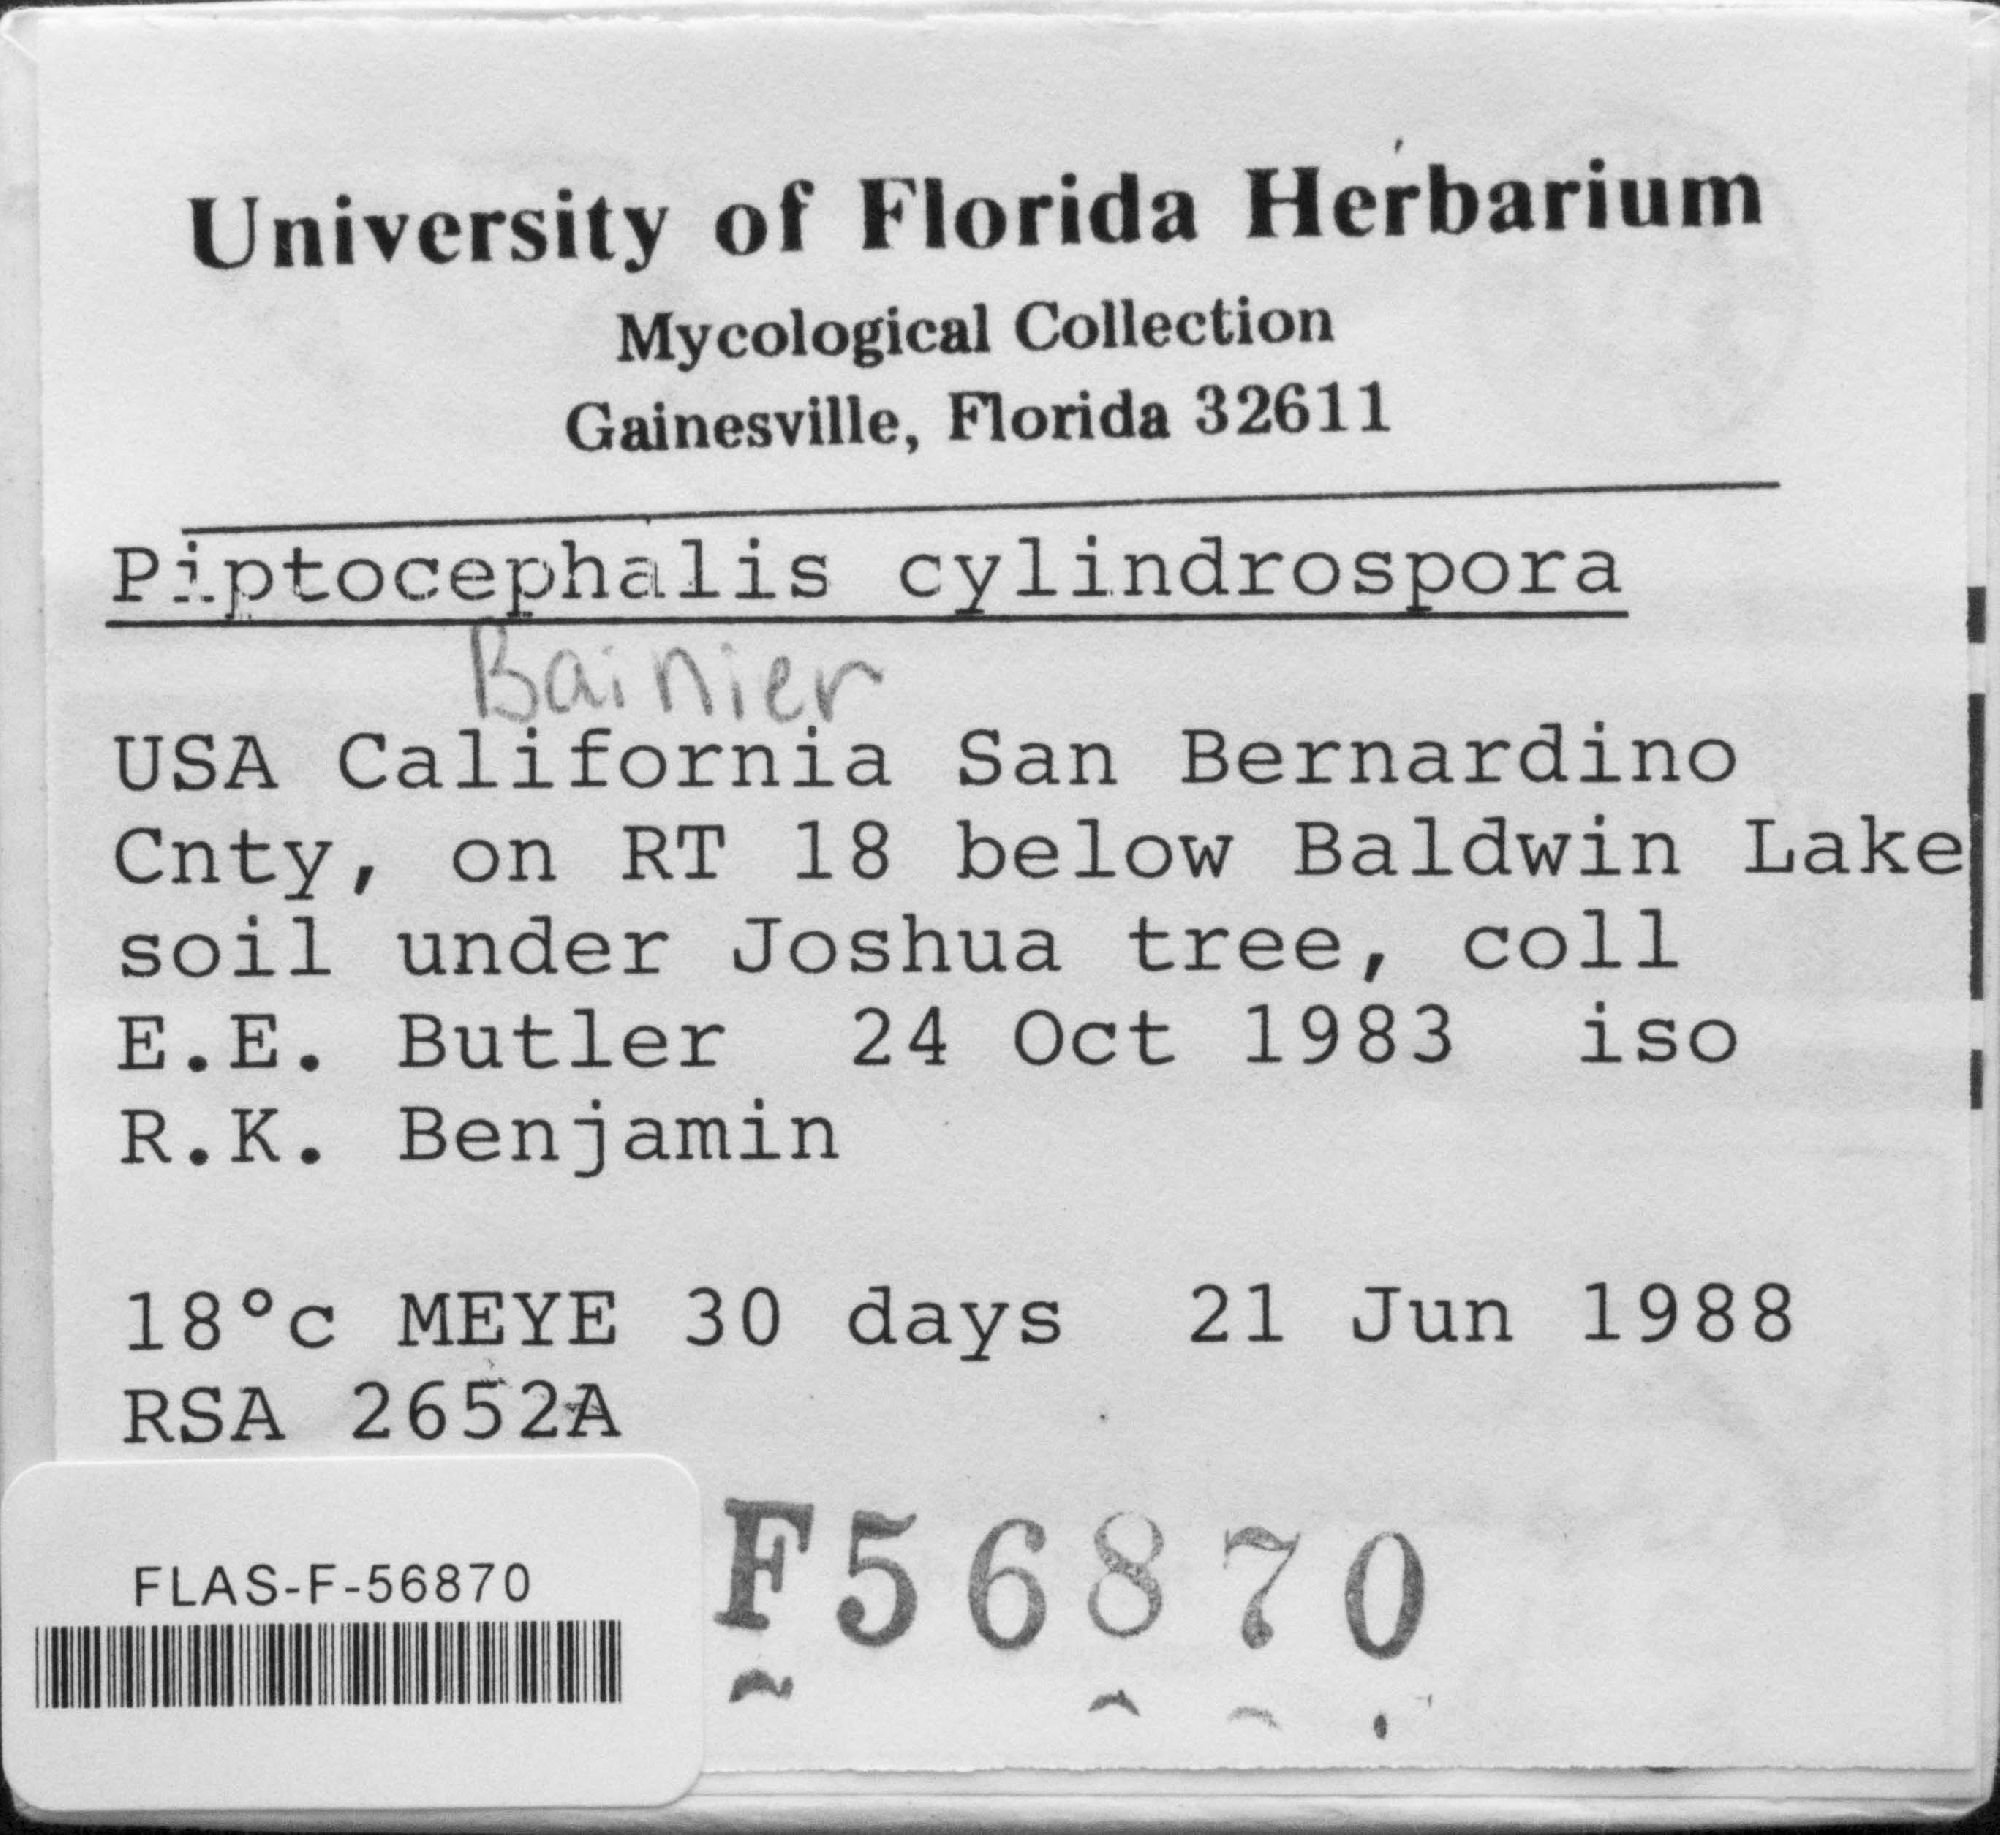 University of Florida Herbarium
Mycological Collection
Gainesville, Florida 32611
Piptocephalis cylindrospora
Bainier
USA California San Bernardino
Cnty, on RT 18 below Baldwin Lake
soil under Joshua tree, coll
E.E. Butler 24 Oct 1983 iso
R.K. Benjamin
18°c MEYE 30 days 21 Jun 1988
RSA 2652A
FLAS-F-56870
F56870